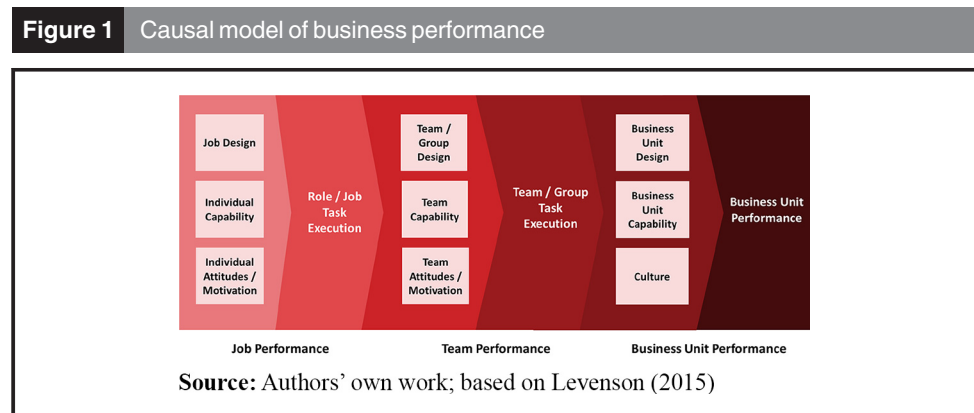 Figure 1 Causal model of business performance
Job Design
Individual
Capability
Individual
Attitudes /
Motivation
Role / Job
Task
Execution
Team /
Group
Design
Team
Capability
Team
Attitudes /
Motivation
Team / Group
Task
Execution
Business
Unit
Design
Business
Unit
Capability
Culture
Business Unit
Performance
Job Performance
Team Performance
Business Unit Performance
Source: Authors' own work; based on Levenson (2015)